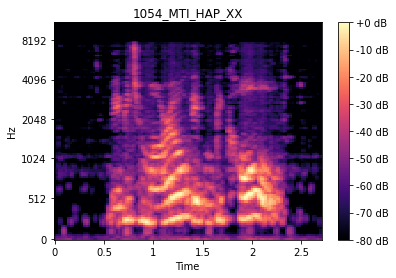 1054_MTI_HAP_XX
+0 dB
8192
-10 dB
4096
-20 dB
-30 dB
2048
Hz
-40 dB
1024
-50 dB
512
-60 dB
-70 dB
0
-80 dB
0 0.5 1 1.5 2 2.5
Time